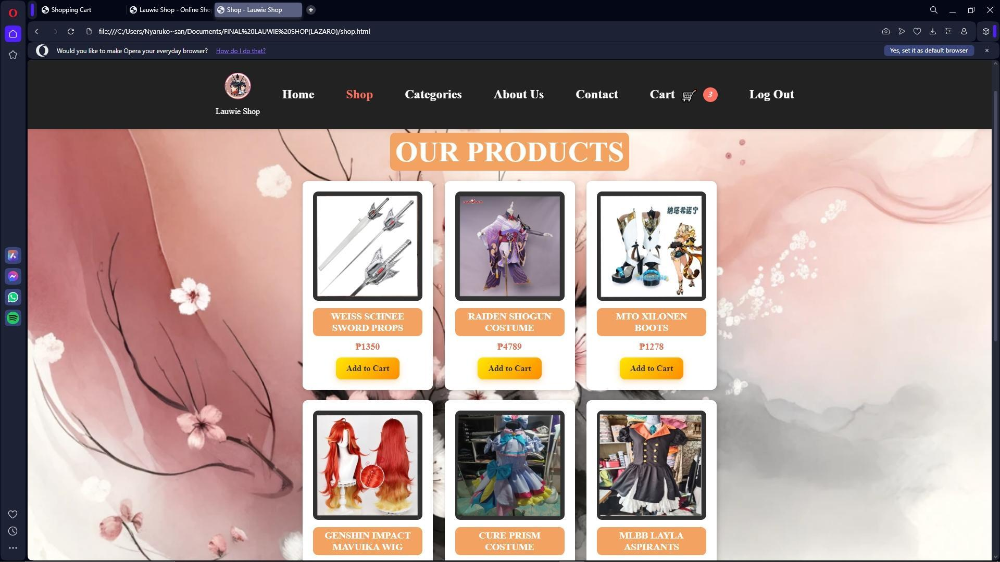 Shopping Cart
Lauwie Shop - Online Sho
Shop - Lauwie Shop
file:///C:/Users/Nyaruko~san/Documents/FINAL%20LAUWIE%20SHOP(LAZARO)/shop.html
Would you like to make Opera your everyday browser? How do I do that?
Yes, set it as default browser
Lauwie Shop
Home
Shop
Categories
About Us
Contact
Cart
3
Log Out
OUR PRODUCTS
纳塔希诺宁
WEISS SCHNEE
SWORD PROPS
₱1350
Add to Cart
RAIDEN SHOGUN
COSTUME
₱4789
Add to Cart
MTO XILONEN
BOOTS
₱1278
Add to Cart
GENSHIN IMPACT
MAVUIKA WIG
CURE PRISM
COSTUME
MLBB LAYLA
ASPIRANTS